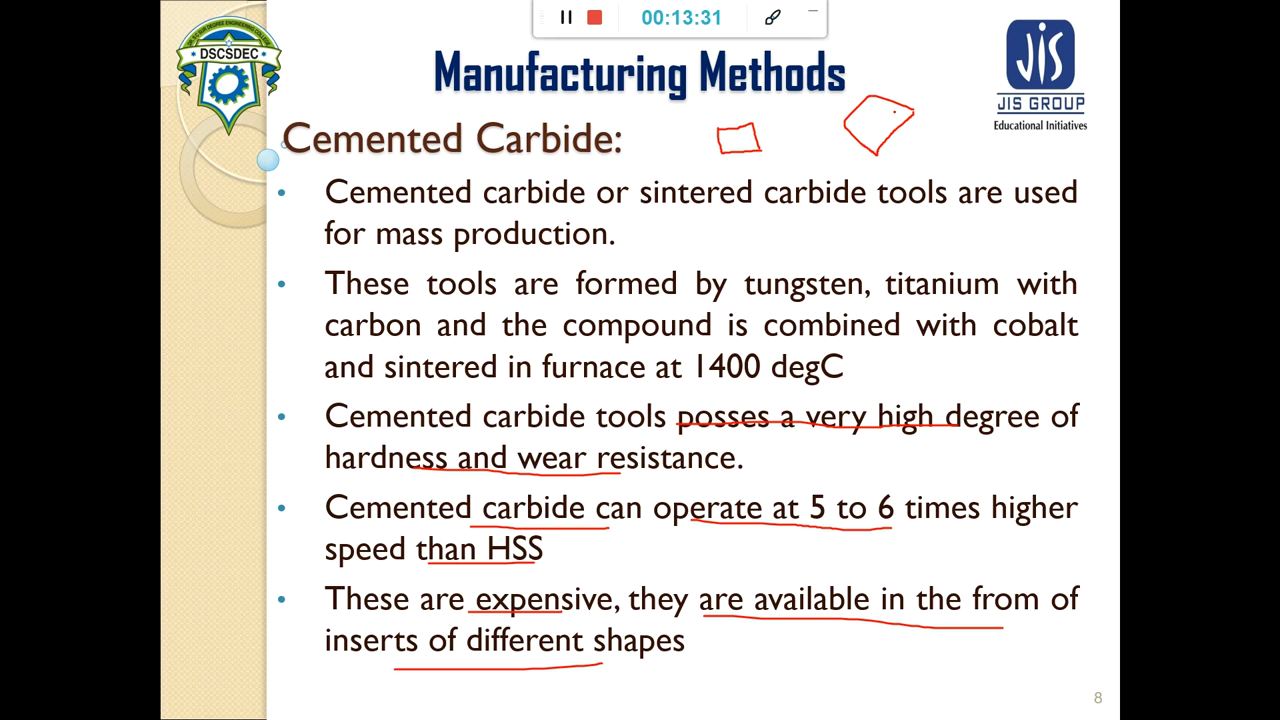 00:13:31
DSCSDEC
Manufacturing Methods
JIS
JIS GROUP
Educational Initiatives
Cemented Carbide:
• Cemented carbide or sintered carbide tools are used
for mass production.
• These tools are formed by tungsten, titanium with
carbon and the compound is combined with cobalt
and sintered in furnace at 1400 degC
• Cemented carbide tools posses a very high degree of
hardness and wear resistance.
• Cemented carbide can operate at 5 to 6 times higher
speed than HSS
• These are expensive, they are available in the from of
inserts of different shapes
8